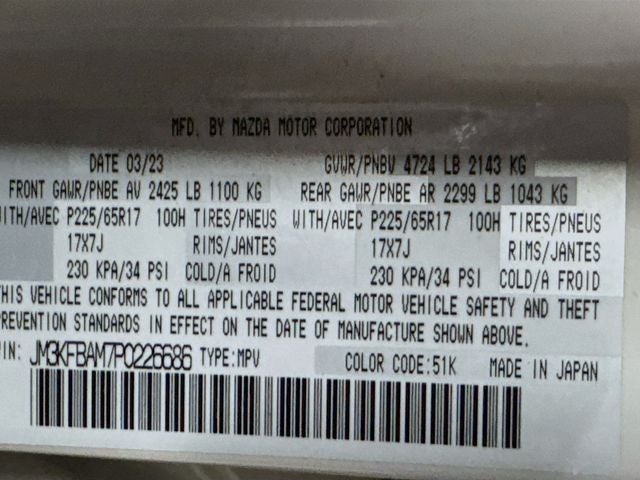 MFD. BY MAZDA MOTOR CORPORATION
DATE 03/23 GVWR/PNBV 4724 LB 2143 KG
FRONT GAWR/PNBE AV 2425 LB 1100 KG REAR GAWR/PNBE AR 2299 LB 1043 KG
WITH/AVEC P225/65R17 100H TIRES/PNEUS WITH/AVEC P225/65R17 100H TIRES/PNEUS
17X7J RIMS/JANTES 17X7J RIMS/JANTES
230 KPA/34 PSI COLD/A FROID 230 KPA/34 PSI COLD/A FROID
THIS VEHICLE CONFORMS TO ALL APPLICABLE FEDERAL MOTOR VEHICLE SAFETY AND THEFT
PREVENTION STANDARDS IN EFFECT ON THE DATE OF MANUFACTURE SHOWN ABOVE.
VIN: JM3KFBAM7P0226686 TYPE:MPV COLOR CODE:51K MADE IN JAPAN